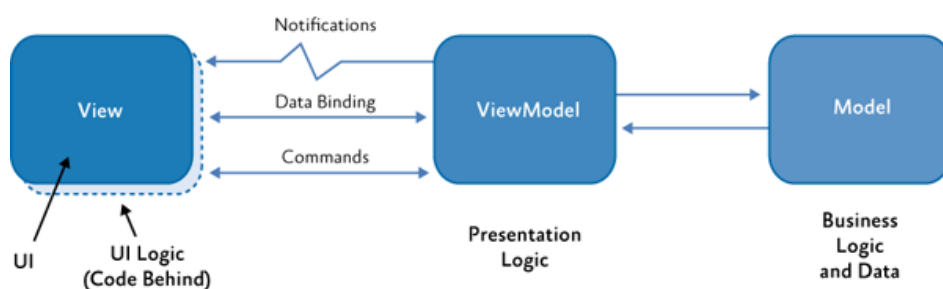 Notifications
View
Data Binding
ViewModel
Model
Commands
UI
UI Logic
(Code Behind)
Presentation
Logic
Business
Logic
and Data